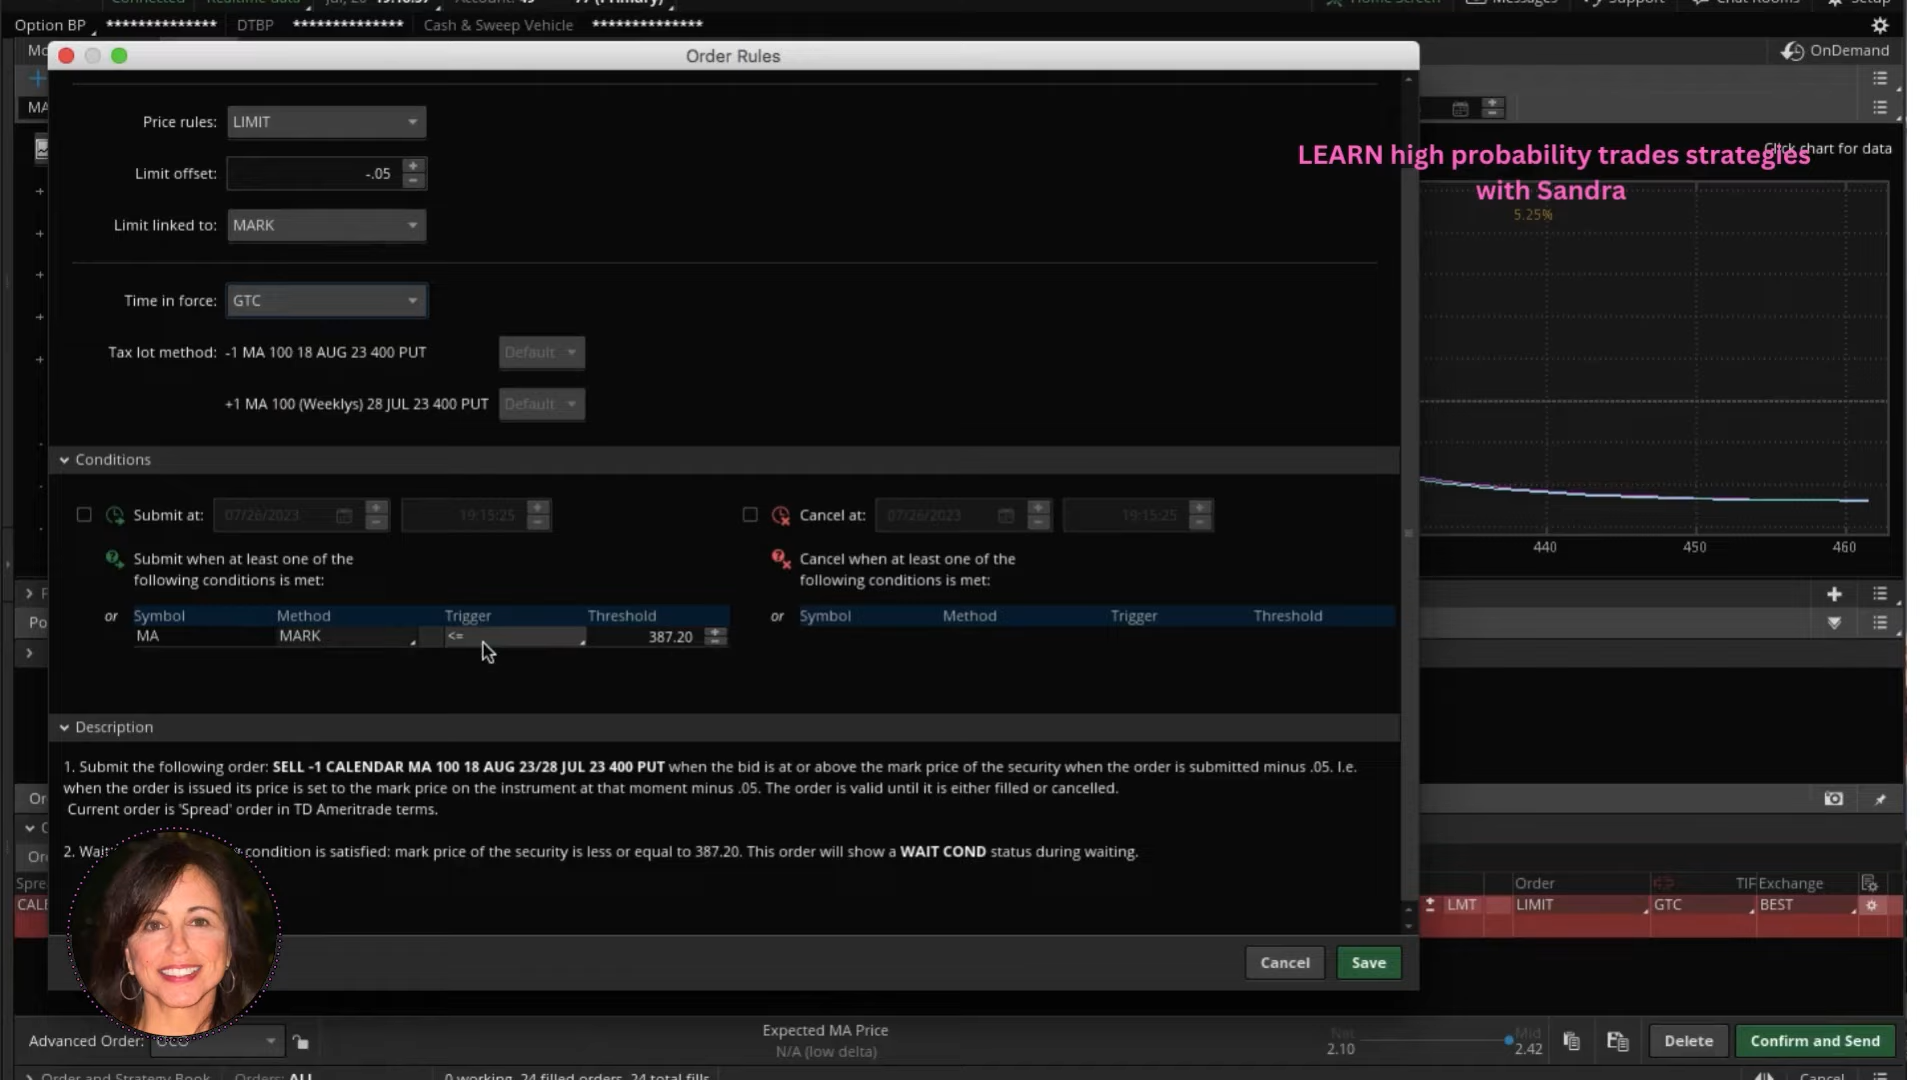 Option BP
*************
DTBP
*************
Cash & Sweep Vehicle
*************
Order Rules
OnDemand
MA
Price rules:
LIMIT
Limit offset:
-.05
Limit linked to:
MARK
LEARN high probability trades strategies
with Sandra
Click chart for data
5.25%
Time in force:
GTC
Tax lot method:
-1 MA 100 18 AUG 23 400 PUT
Default
+1 MA 100 (Weeklys) 28 JUL 23 400 PUT
Default
Conditions
Submit at:
07/26/2023
19:15:25
Cancel at:
07/26/2023
19:15:25
Submit when at least one of the
following conditions is met:
Cancel when at least one of the
following conditions is met:
or Symbol Method Trigger Threshold
MA MARK <= 387.20
or Symbol Method Trigger Threshold
440 450 460
Description
1. Submit the following order: SELL -1 CALENDAR MA 100 18 AUG 23/28 JUL 23 400 PUT when the bid is at or above the mark price of the security when the order is submitted minus .05. I.e.
when the order is issued its price is set to the mark price on the instrument at that moment minus .05. The order is valid until it is either filled or cancelled.
Current order is 'Spread' order in TD Ameritrade terms.
2. condition is satisfied: mark price of the security is less or equal to 387.20. This order will show a WAIT COND status during waiting.
Order TIF Exchange
LMT LIMIT GTC BEST
Cancel
Save
Advanced Order:
Expected MA Price
N/A (low delta)
2.10
Mid
2.42
Delete
Confirm and Send
Order and Strategy Book
Orders: ALL
0 working, 24 filled orders, 24 total fills
Cancel